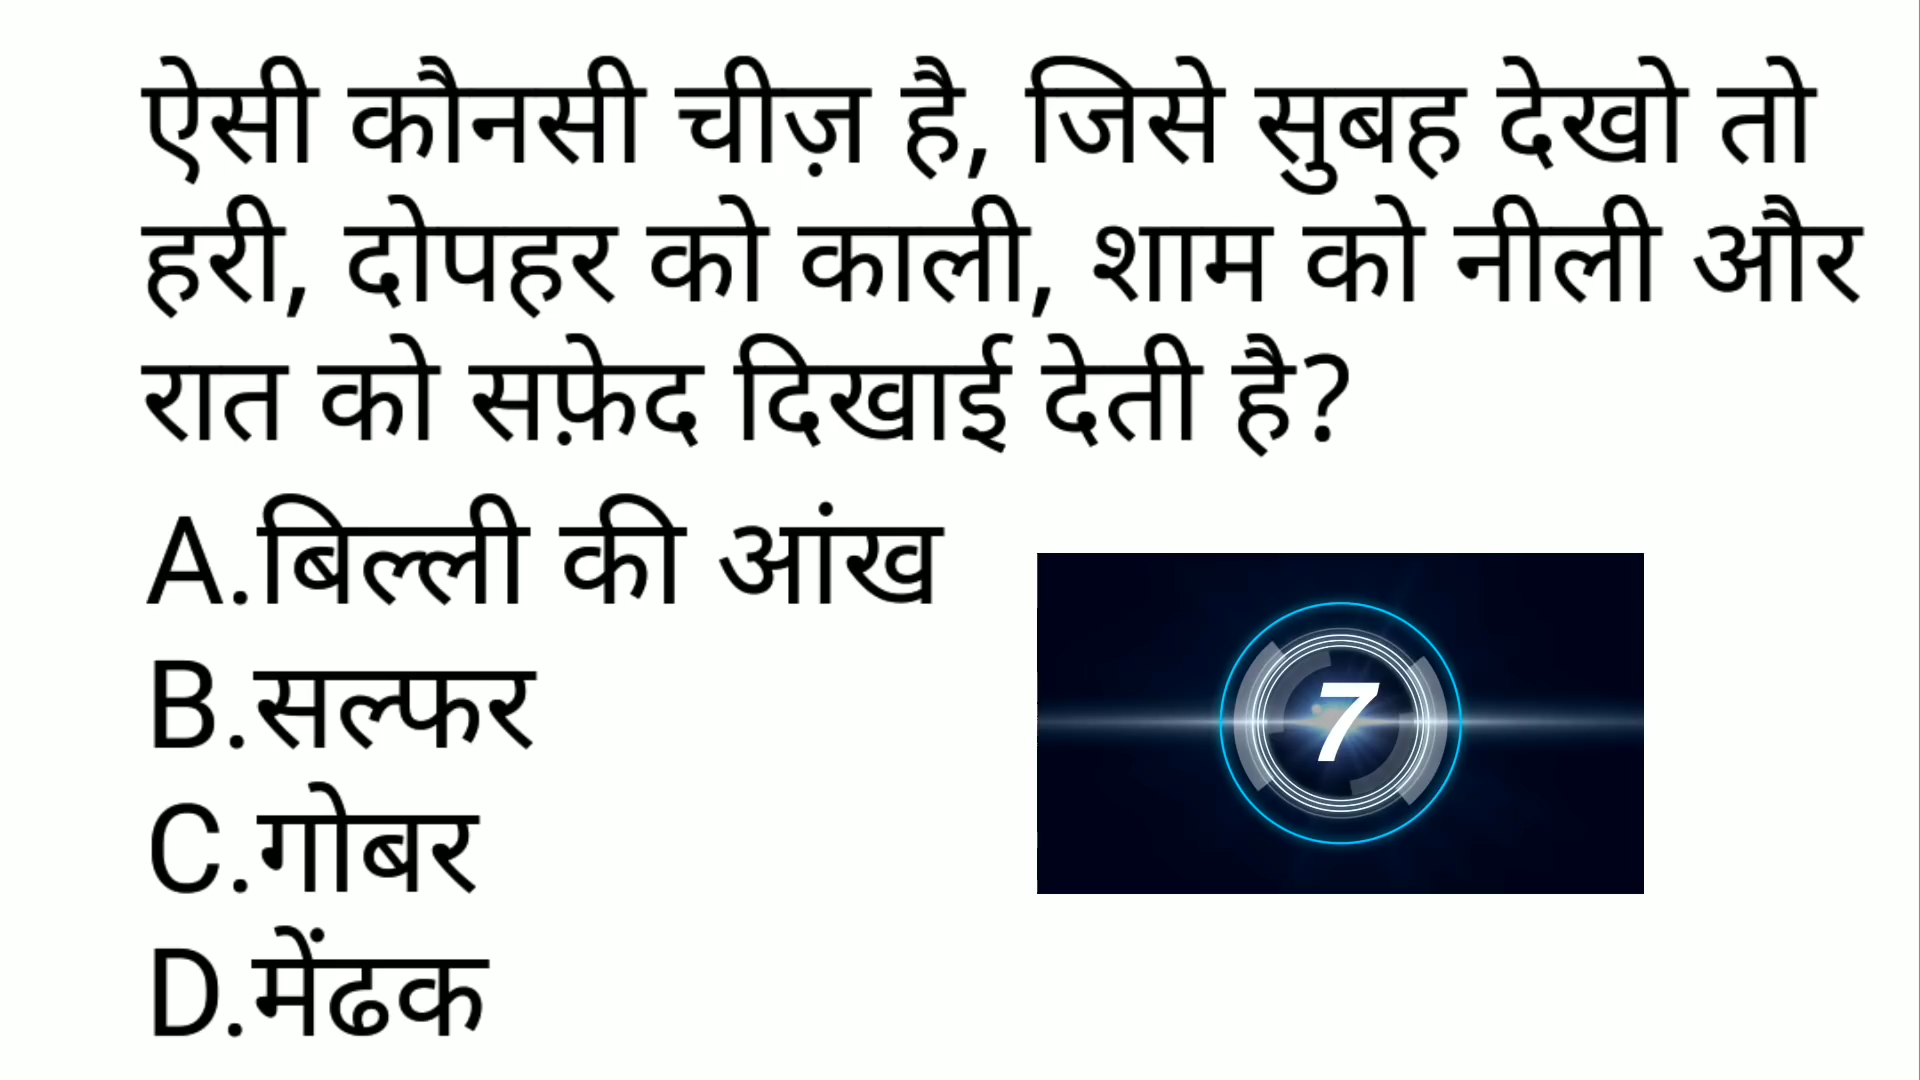 ऐसी कौनसी चीज़ है, जिसे सुबह देखो तो
हरी, दोपहर को काली, शाम को नीली और
रात को सफ़ेद दिखाई देती है?
A.बिल्ली की आंख
B.सल्फर
C.गोबर
D.मेंढक
7